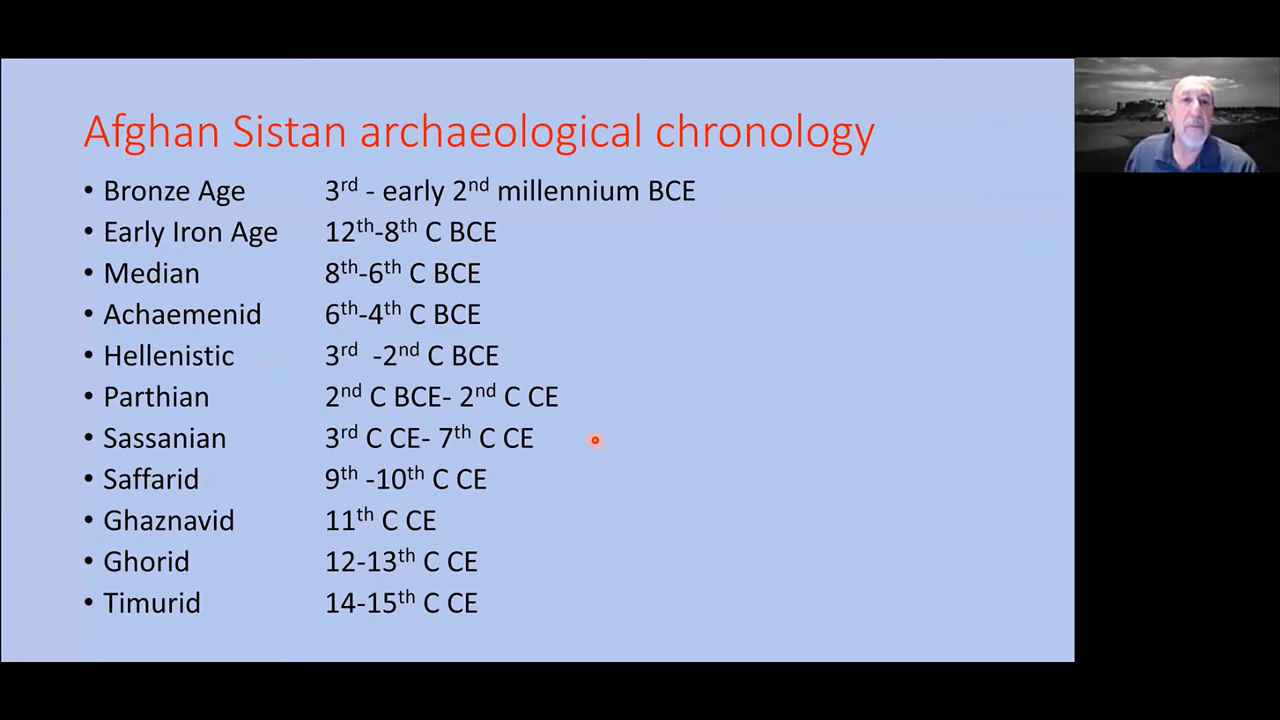 Afghan Sistan archaeological chronology
• Bronze Age 3rd - early 2nd millennium BCE
• Early Iron Age 12th-8th C BCE
• Median 8th-6th C BCE
• Achaemenid 6th-4th C BCE
• Hellenistic 3rd -2nd C BCE
• Parthian 2nd C BCE- 2nd C CE
• Sassanian 3rd C CE- 7th C CE
• Saffarid 9th -10th C CE
• Ghaznavid 11th C CE
• Ghorid 12-13th C CE
• Timurid 14-15th C CE